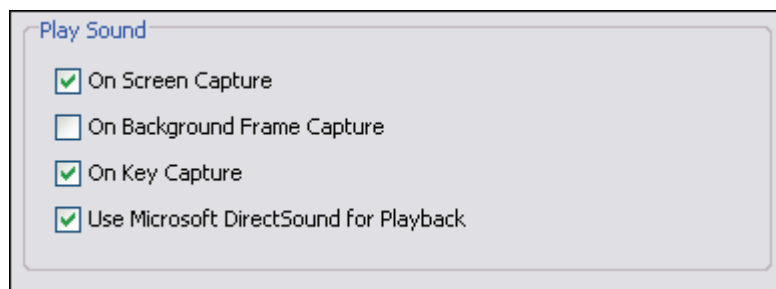 Play Sound
On Screen Capture
On Background Frame Capture
On Key Capture
Use Microsoft DirectSound for Playback